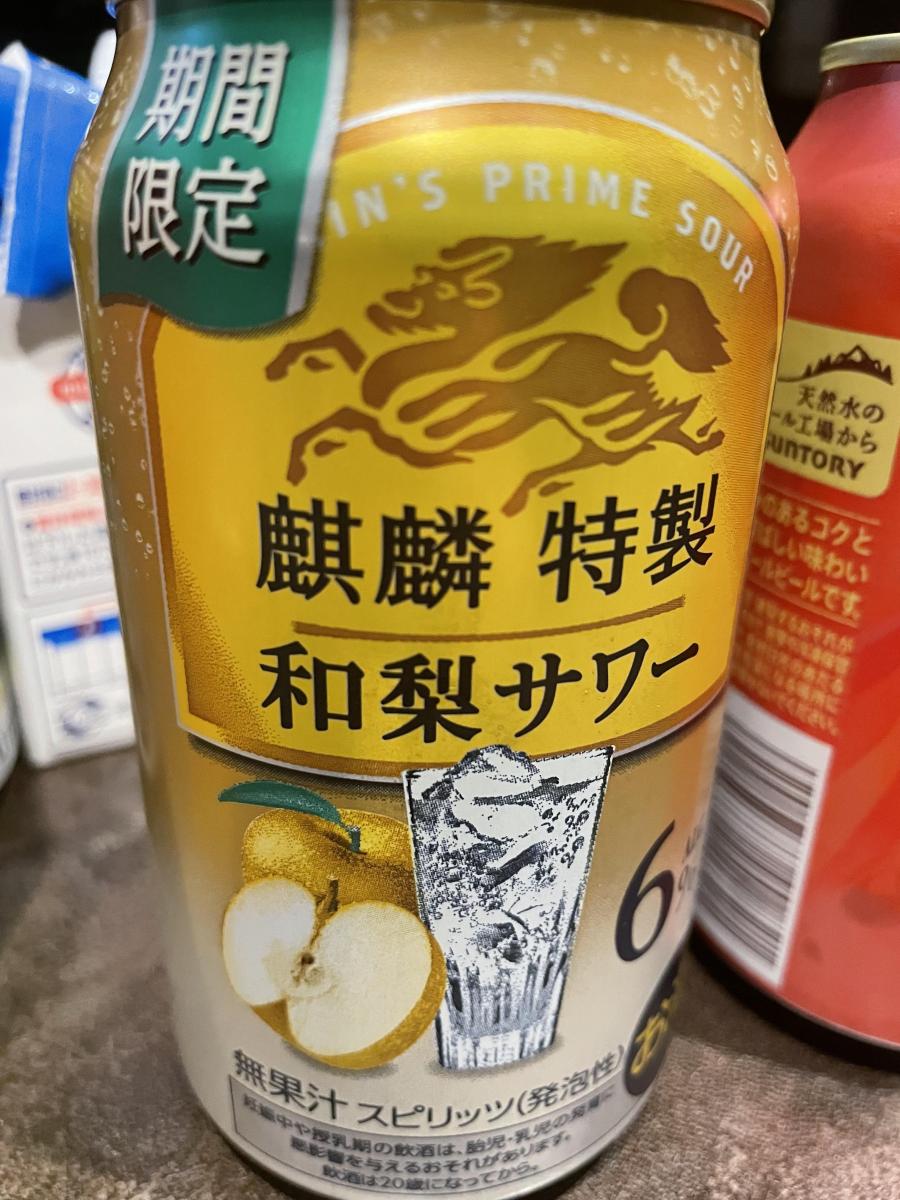 期間
限定
IN'S PRIME SOUR
麒麟 特製
和梨サワー
6
%
お
無果汁 スピリッツ(発泡性)
妊娠中や授乳期の飲酒は、胎児・乳児の発育に
悪影響を与えるおそれがあります。
飲酒は20歳になってから。
天然水の
ール工場から
SUNTORY
のあるコクと
ばしい味わい
ールビールです。